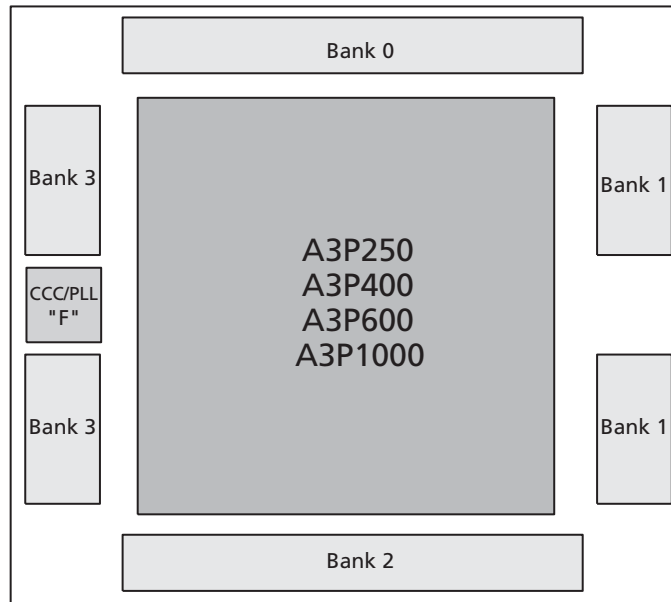 Bank 0
Bank 3
Bank 1
A3P250
A3P400
A3P600
A3P1000
CCC/PLL
"F"
Bank 3
Bank 1
Bank 2